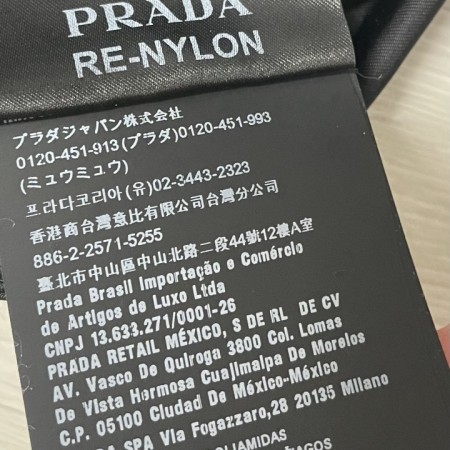 PRADA
RE-NYLON
プラダジャパン株式会社
0120-451-913(プラダ)0120-451-993
(ミュウミュウ)
프라다코리아(유)02-3443-2323
香港商台灣意比有限公司台灣分公司
886-2-2571-5255
臺北市中山區中山北路二段44號12樓A室
Prada Brasil Importação e Comércio
de Artigos de Luxo Ltda
CNPJ 13.633.271/0001-26
PRADA RETAIL MÉXICO, S DE RL DE CV
AV. Vasco De Quiroga 3800 Col. Lomas
De Vista Hermosa Cuajimalpa De Morelos
C.P. 05100 Ciudad De México-México
SPA Via Fogazzaro,28 20135 Milano